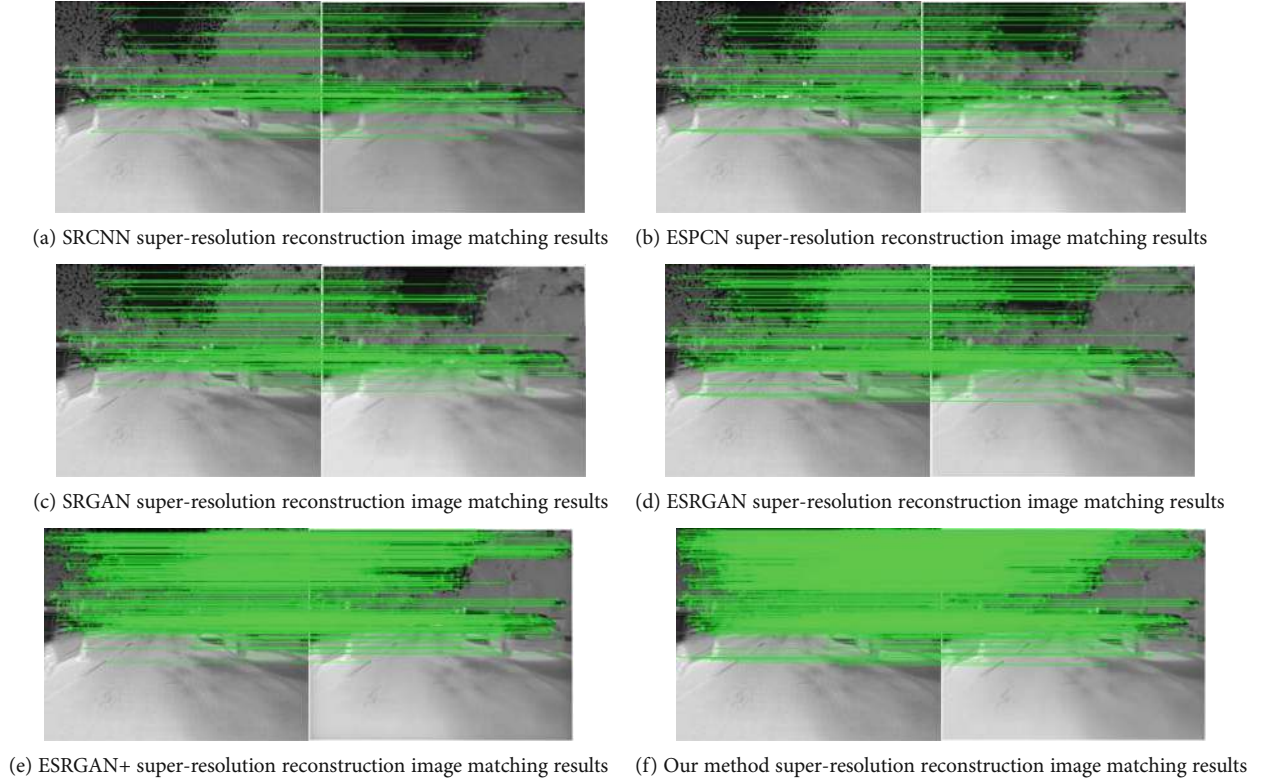 (a) SRCNN super-resolution reconstruction image matching results
(b) ESPCN super-resolution reconstruction image matching results
(c) SRGAN super-resolution reconstruction image matching results
(d) ESRGAN super-resolution reconstruction image matching results
(e) ESRGAN+ super-resolution reconstruction image matching results
(f) Our method super-resolution reconstruction image matching results